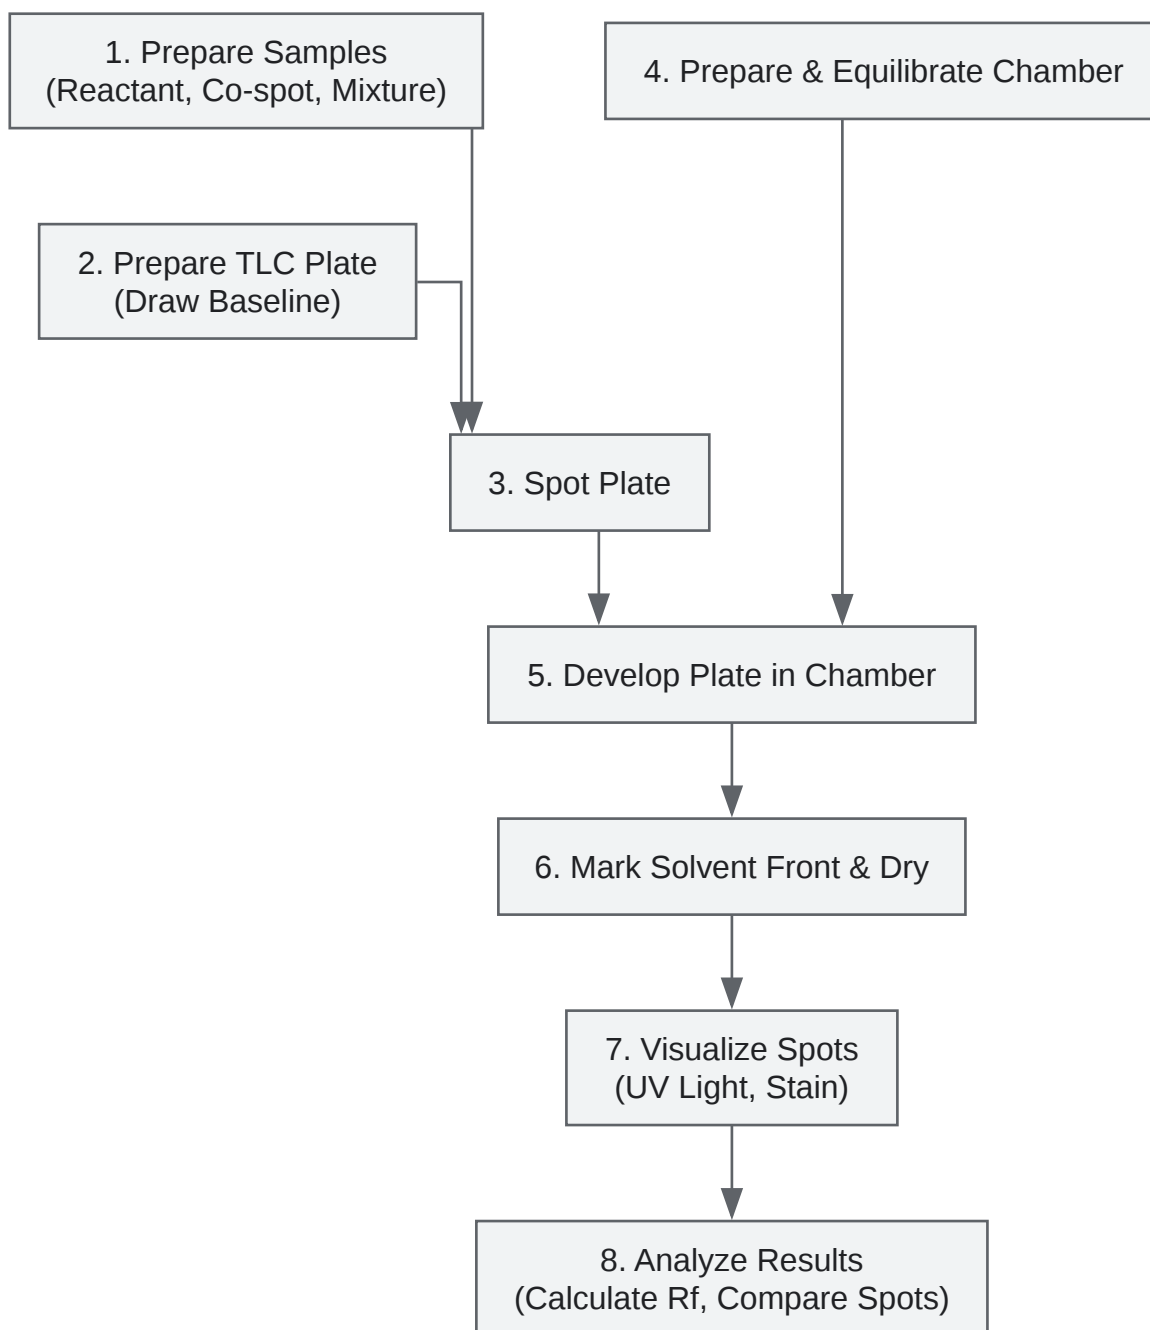 1. Prepare Samples
(Reactant, Co-spot, Mixture)
4. Prepare & Equilibrate Chamber
2. Prepare TLC Plate
(Draw Baseline)
3. Spot Plate
5. Develop Plate in Chamber
6. Mark Solvent Front & Dry
7. Visualize Spots
(UV Light, Stain)
8. Analyze Results
(Calculate Rf, Compare Spots)